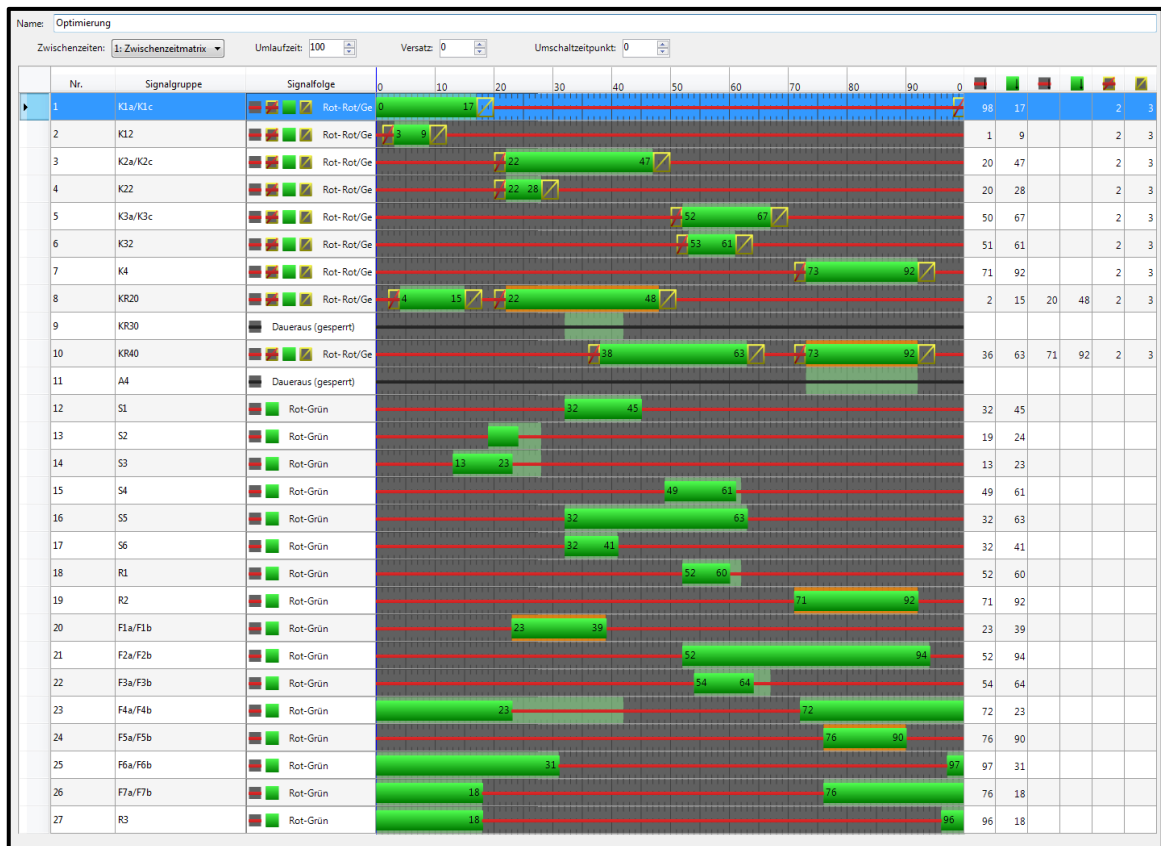 Name: Optimierung
Zwischenzeiten: 1: Zwischenzeitmatrix Umlaufzeit: 100 Versatz: 0 Umschaltzeitpunkt: 0
Nr. Signalgruppe Signalfolge 0 10 20 30 40 50 60 70 80 90 0
1 K1a/K1c Rot-Rot/Ge 0 17 98 17 2 3
2 K12 Rot-Rot/Ge 3 9 1 9 2 3
3 K2a/K2c Rot-Rot/Ge 22 47 20 47 2 3
4 K22 Rot-Rot/Ge 22 28 20 28 2 3
5 K3a/K3c Rot-Rot/Ge 52 67 50 67 2 3
6 K32 Rot-Rot/Ge 53 61 51 61 2 3
7 K4 Rot-Rot/Ge 73 92 71 92 2 3
8 KR20 Rot-Rot/Ge 4 15 22 48 2 15 20 48 2 3
9 KR30 Daueraus (gesperrt)
10 KR40 Rot-Rot/Ge 38 63 73 92 36 63 71 92 2 3
11 A4 Daueraus (gesperrt)
12 S1 Rot-Grün 32 45 32 45
13 S2 Rot-Grün 19 24
14 S3 Rot-Grün 13 23 13 23
15 S4 Rot-Grün 49 61 49 61
16 S5 Rot-Grün 32 63 32 63
17 S6 Rot-Grün 32 41 32 41
18 R1 Rot-Grün 52 60 52 60
19 R2 Rot-Grün 71 92 71 92
20 F1a/F1b Rot-Grün 23 39 23 39
21 F2a/F2b Rot-Grün 52 94 52 94
22 F3a/F3b Rot-Grün 54 64 54 64
23 F4a/F4b Rot-Grün 23 72 72 23
24 F5a/F5b Rot-Grün 76 90 76 90
25 F6a/F6b Rot-Grün 31 97 97 31
26 F7a/F7b Rot-Grün 18 76 76 18
27 R3 Rot-Grün 18 96 96 18